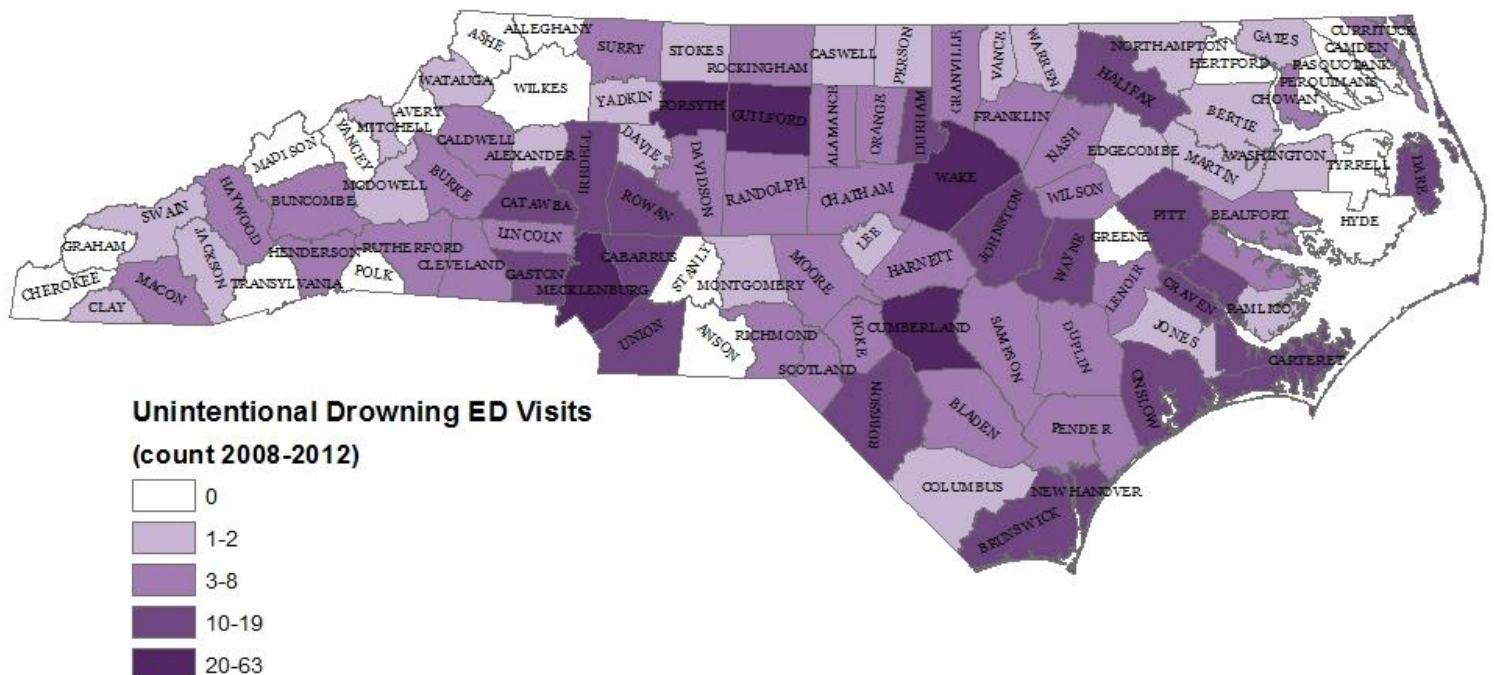 ALLEGHANY
ASHE
SURRY
STOKES
ROCKINGHAM
CASWELL
PERSON
GRANVILLE
VANCE
WARREN
NORTHAMPTON
GATES
CURRITUCK
CAMDEN
PASQUOTANK
PERQUIMANS
CHOWAN
HERTFORD
HALIFAX
WATAUGA
WILKES
YADKIN
FORSYTH
GUILFORD
ALAMANCE
ORANGE
DURHAM
FRANKLIN
NASH
EDGECOMBE
BERTIE
MARTIN
WASHINGTON
TYRRELL
DARE
AVERY
MITCHELL
YANCEY
MADISON
CALDWELL
ALEXANDER
IREDELL
DAVIE
DAVIDSON
RANDOLPH
CHATHAM
WAKE
WILSON
JOHNSTON
PITT
BEAUFORT
HYDE
HAYWOOD
BUNCOMBE
MCDOWELL
BURKE
CATAWBA
ROWAN
SWAIN
GRAHAM
JACKSON
HENDERSON
RUTHERFORD
LINCOLN
CLEVELAND
GASTON
CABARRUS
MECKLENBURG
STANLY
MONTGOMERY
MOORE
LEE
HARNETT
WAYNE
GREENE
LENOIR
CRAVEN
PAMLICO
CHEROKEE
CLAY
MACON
TRANSYLVANIA
POLK
UNION
ANSON
RICHMOND
SCOTLAND
HOKE
CUMBERLAND
SAMPSON
DUPLIN
JONES
CARTERET
ONSLOW
ROBESON
BLADEN
PENDER
COLUMBUS
NEW HANOVER
BRUNSWICK
Unintentional Drowning ED Visits
(count 2008-2012)
0
1-2
3-8
10-19
20-63